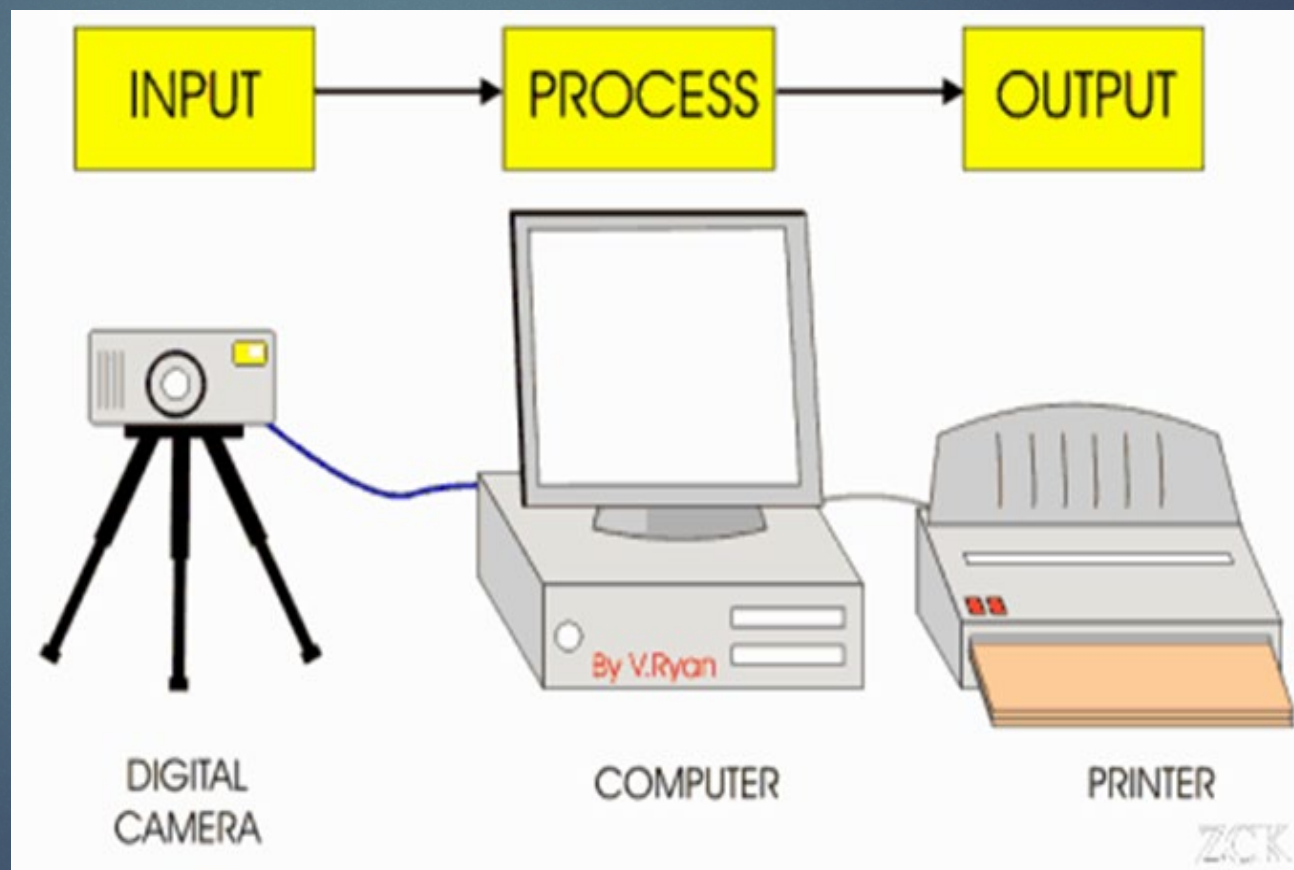 INPUT
PROCESS
OUTPUT
By V.Ryan
DIGITAL
CAMERA
COMPUTER
PRINTER
ZCK